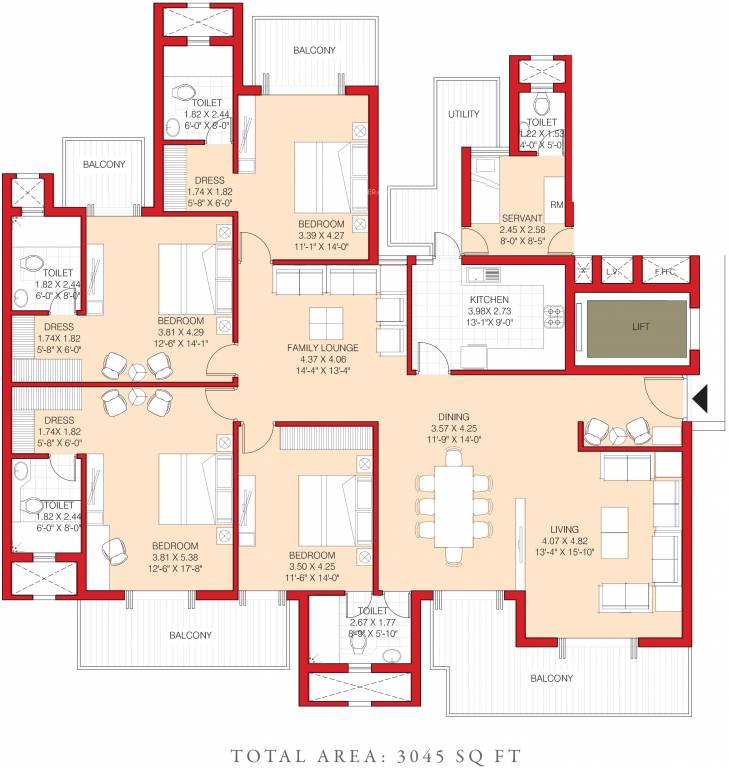 BALCONY
TOILET
1.82 X 2.44
6'-0" X 8'-0"
DRESS
1.74 X 1.82
5'-8" X 6'-0"
BEDROOM
3.39 X 4.27
11'-1" X 14'-0"
UTILITY
TOILET
1.22 X 1.53
4'-0" X 5'-0"
SERVANT
2.45 X 2.58
8'-0" X 8'-5"
RM
BALCONY
TOILET
1.82 X 2.44
6'-0" X 8'-0"
DRESS
1.74X 1.82
5'-8" X 6'-0"
BEDROOM
3.81 X 4.29
12'-6" X 14'-1"
FAMILY LOUNGE
4.37 X 4.06
14'-4" X 13'-4"
KITCHEN
3.98X 2.73
13'-1"X 9'-0"
L.V.
F.H.C.
LIFT
DRESS
1.74X 1.82
5'-8" X 6'-0"
TOILET
1.82 X 2.44
6'-0" X 8'-0"
BEDROOM
3.81 X 5.38
12'-6" X 17'-8"
BEDROOM
3.50 X 4.25
11'-6" X 14'-0"
DINING
3.57 X 4.25
11'-9" X 14'-0"
LIVING
4.07 X 4.82
13'-4" X 15'-10"
BALCONY
TOILET
2.67 X 1.77
8'-9" X 5'-10"
BALCONY
TOTAL AREA: 3045 SQ FT